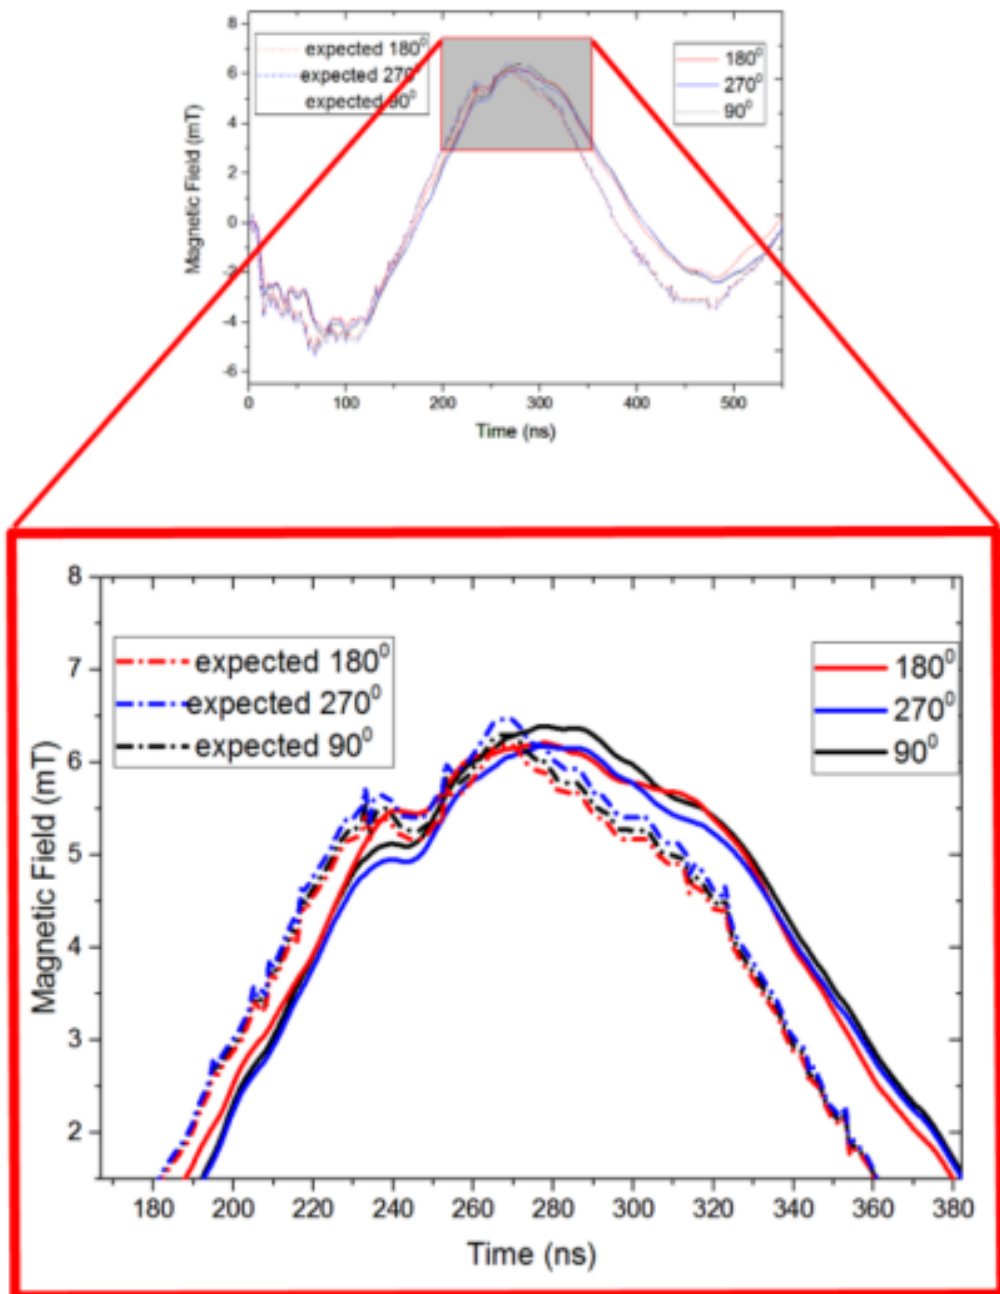 8
6
4
2
0
-2
-4
-6
Magnetic Field (mT)
expected 180⁰
expected 270⁰
expected 90⁰
180⁰
270⁰
90⁰
0 100 200 300 400 500
Time (ns)
8
7
6
5
4
3
2
Magnetic Field (mT)
expected 180⁰
expected 270⁰
expected 90⁰
180⁰
270⁰
90⁰
180 200 220 240 260 280 300 320 340 360 380
Time (ns)